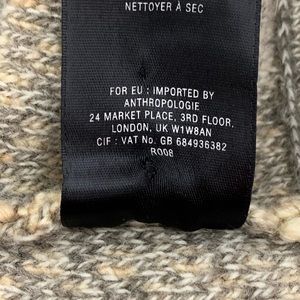 NETTOYER À SEC
FOR EU : IMPORTED BY
ANTHROPOLOGIE
24 MARKET PLACE, 3RD FLOOR,
LONDON, UK W1W8AN
CIF : VAT No. GB 684936382
R008